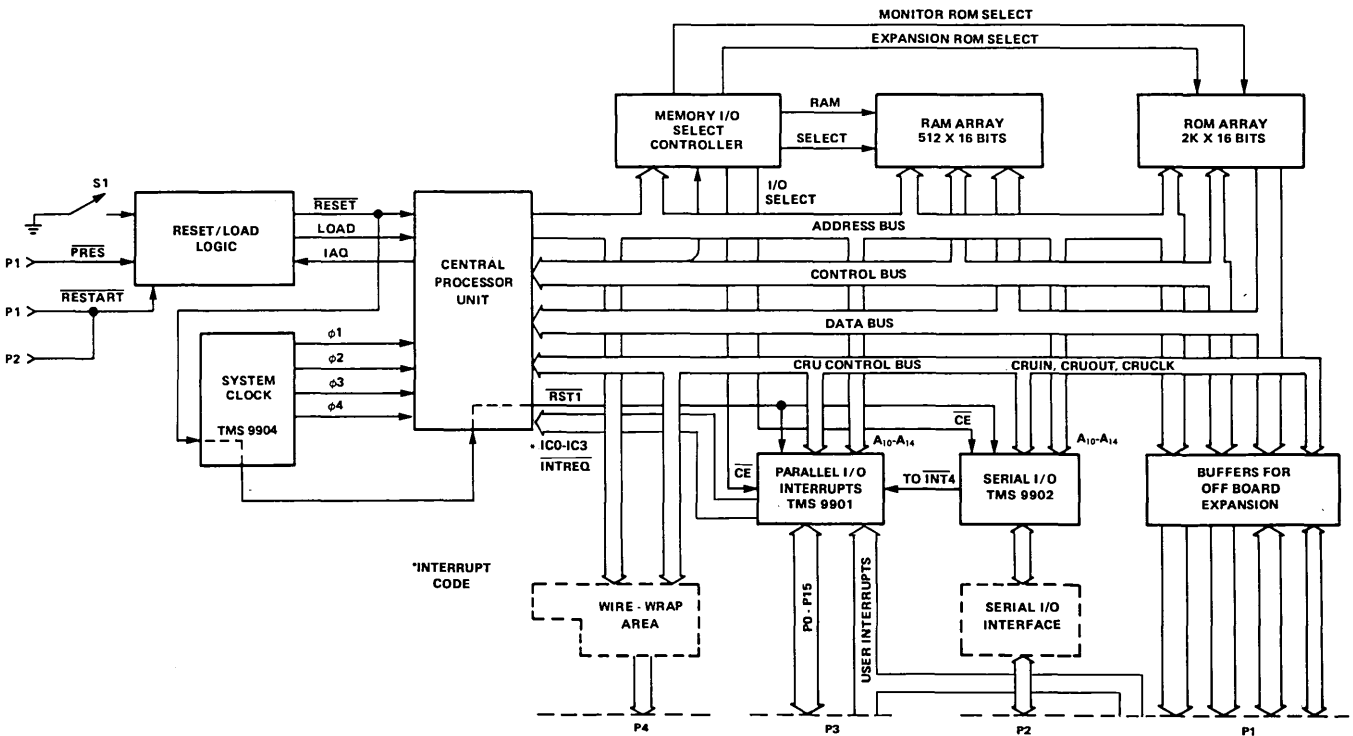 MONITOR ROM SELECT
EXPANSION ROM SELECT
MEMORY I/O
SELECT
CONTROLLER
RAM
SELECT
RAM ARRAY
512 X 16 BITS
ROM ARRAY
2K X 16 BITS
I/O
SELECT
S1
RESET/LOAD
LOGIC
RESET
LOAD
IAQ
P1
PRES
P1
RESTART
P2
CENTRAL
PROCESSOR
UNIT
ADDRESS BUS
CONTROL BUS
DATA BUS
CRU CONTROL BUS
CRUIN, CRUOUT, CRUCLK
SYSTEM
CLOCK
TMS 9904
φ1
φ2
φ3
φ4
RST1
* IC0-IC3
INTREQ
CE
A10-A14
CE
A10-A14
PARALLEL I/O
INTERRUPTS
TMS 9901
TO INT4
SERIAL I/O
TMS 9902
BUFFERS FOR
OFF BOARD
EXPANSION
*INTERRUPT
CODE
WIRE - WRAP
AREA
P0 - P15
USER INTERRUPTS
SERIAL I/O
INTERFACE
P4
P3
P2
P1